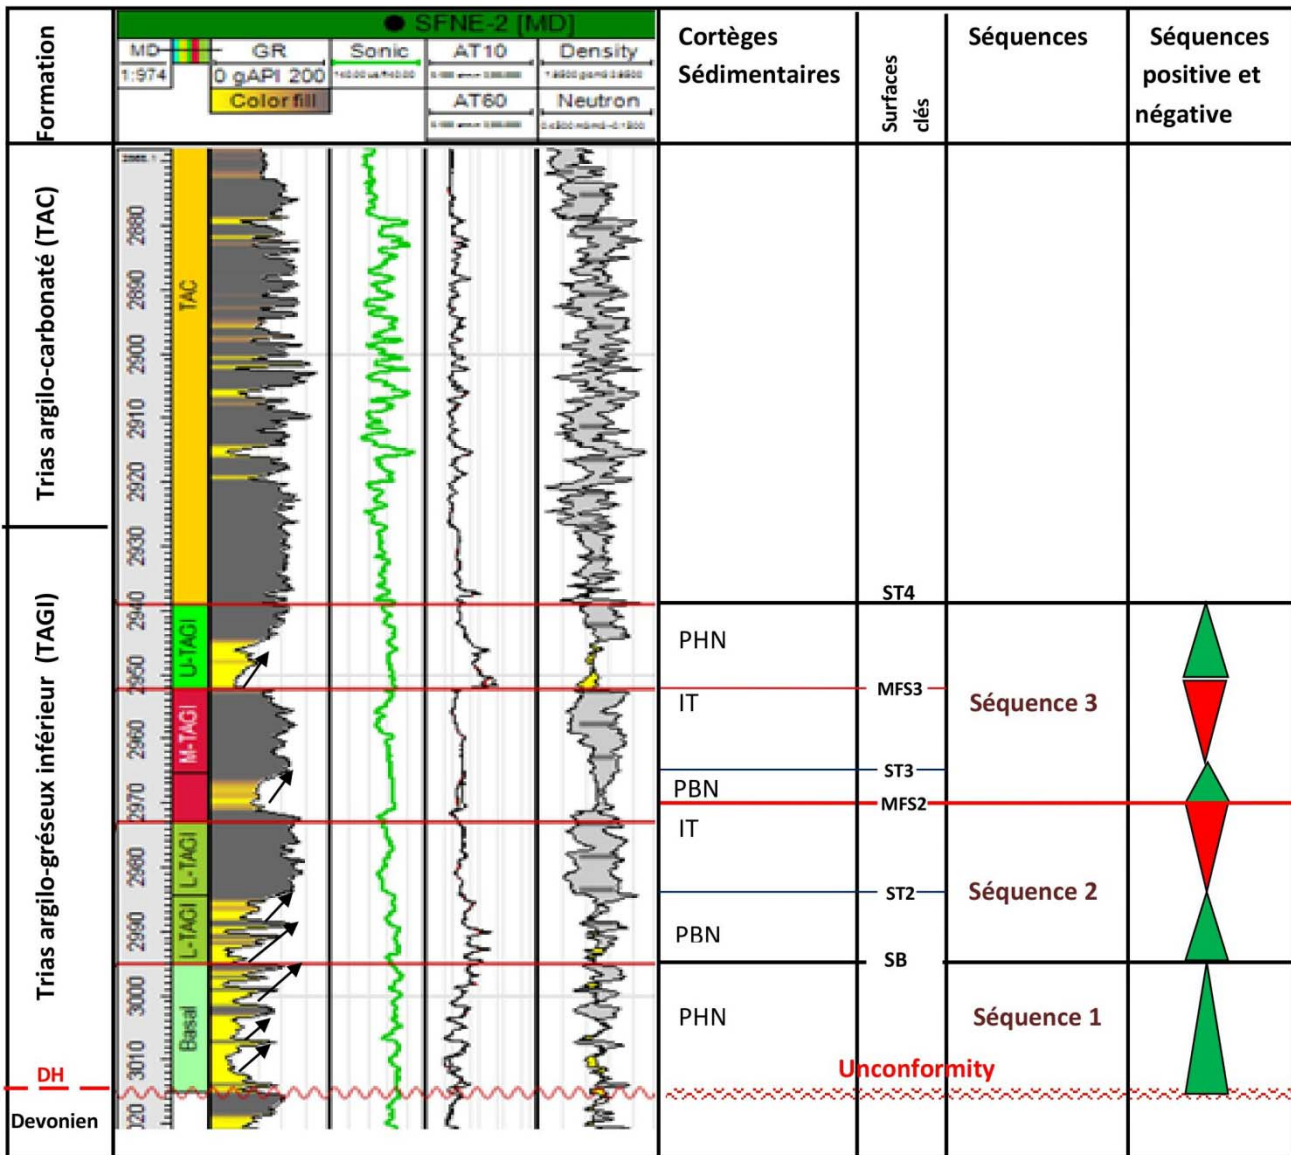 Formation
SFNE-2 [MD]
MD
1:974
GR
0 gAPI 200
Color fill
Sonic
AT10
AT60
Density
Neutron
Cortèges
Sédimentaires
Surfaces
clés
Séquences
Séquences
positive et
négative
Trias argilo-carbonaté (TAC)
Trias argilo-gréseux inférieur (TAGI)
DH
Devonien
2880
2890
2900
2910
2920
2930
2940
2950
2960
2970
2980
2990
3000
3010
020
TAC
U-TAGI
M-TAGI
L-TAGI
L-TAGI
Basal
ST4
PHN
MFS3
IT
Séquence 3
ST3
PBN
MFS2
IT
ST2
Séquence 2
PBN
SB
PHN
Séquence 1
Unconformity